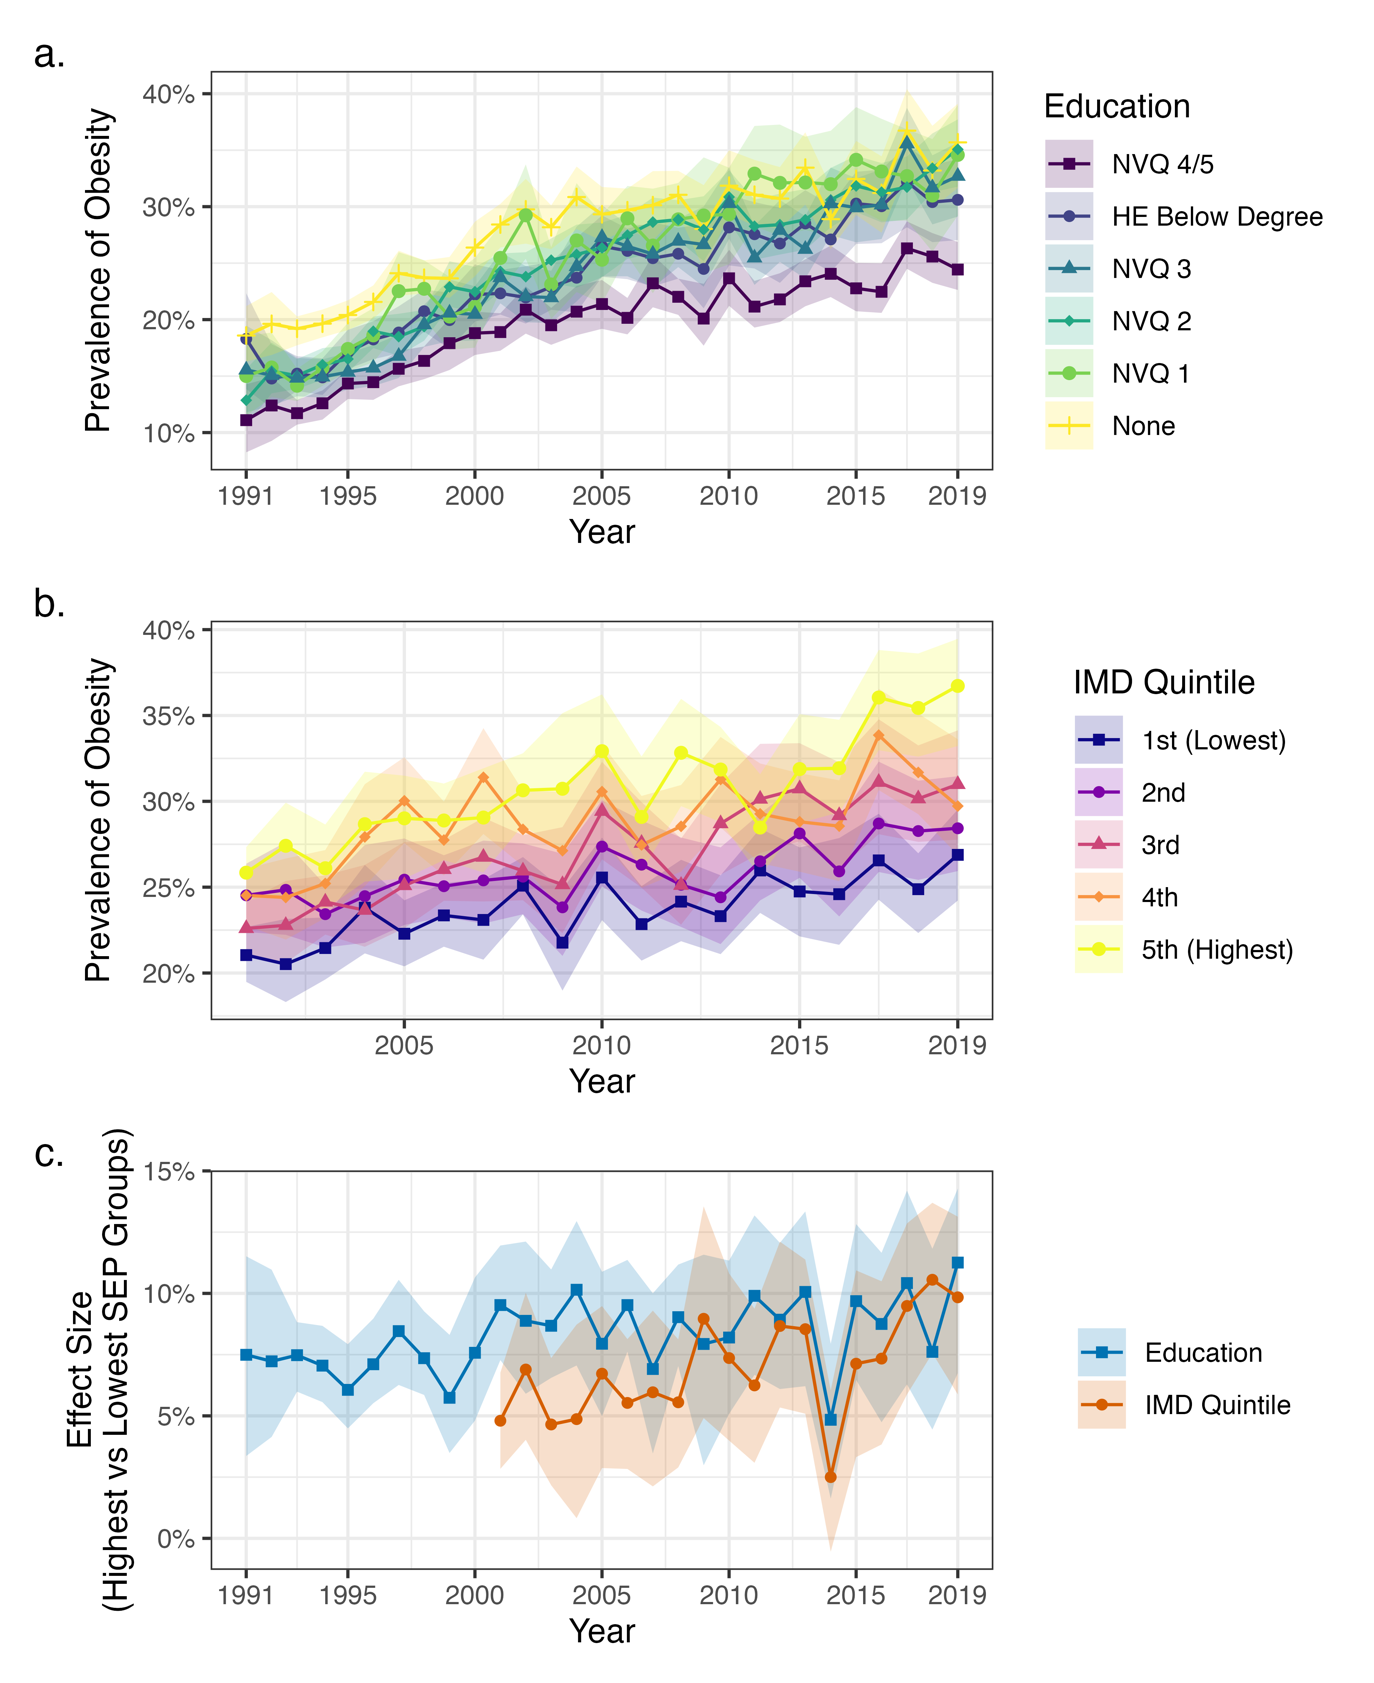 a.
40%
30%
20%
10%
Prevalence of Obesity
1991 1995 2000 2005 2010 2015 2019
Year
Education
NVQ 4/5
HE Below Degree
NVQ 3
NVQ 2
NVQ 1
None
b.
40%
35%
30%
25%
20%
Prevalence of Obesity
2005 2010 2015 2019
Year
IMD Quintile
1st (Lowest)
2nd
3rd
4th
5th (Highest)
c.
15%
10%
5%
0%
Effect Size
(Highest vs Lowest SEP Groups)
1991 1995 2000 2005 2010 2015 2019
Year
Education
IMD Quintile